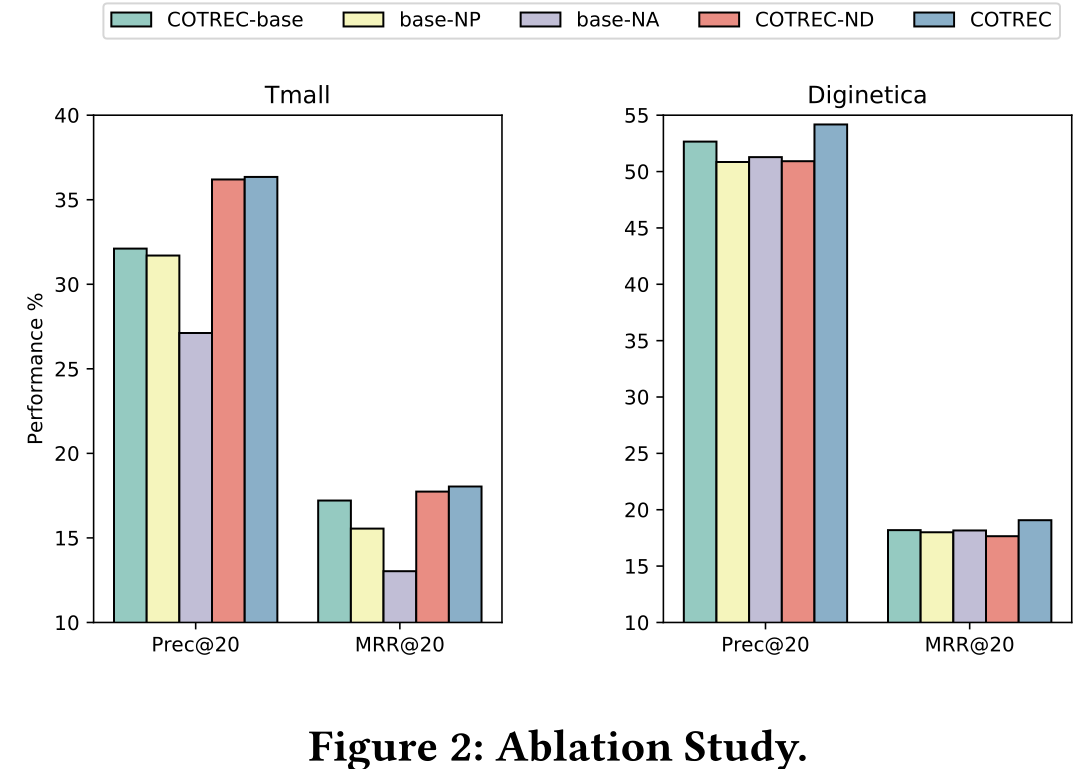 COTREC-base base-NP base-NA COTREC-ND COTREC
Tmall
40
35
30
25
20
15
10
Performance %
Prec@20 MRR@20
Diginetica
55
50
45
40
35
30
25
20
15
10
Prec@20 MRR@20
Figure 2: Ablation Study.